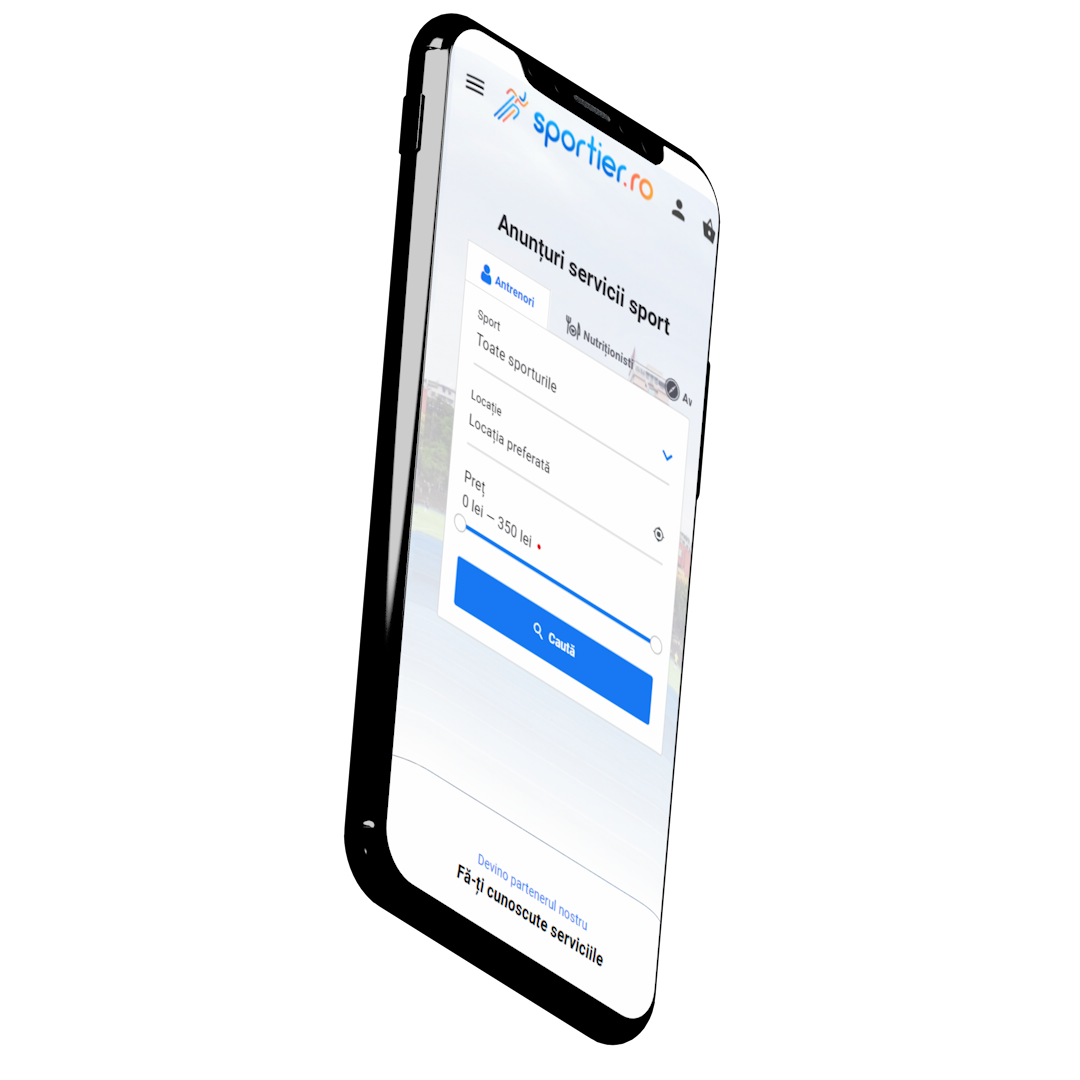 sportier.ro
Anunțuri servicii sport
Antrenori
Nutriționisti
Av
Sport
Toate sporturile
Locație
Locația preferată
Preț
0 lei – 350 lei
Caută
Devino partenerul nostru
Fă-ți cunoscute serviciile